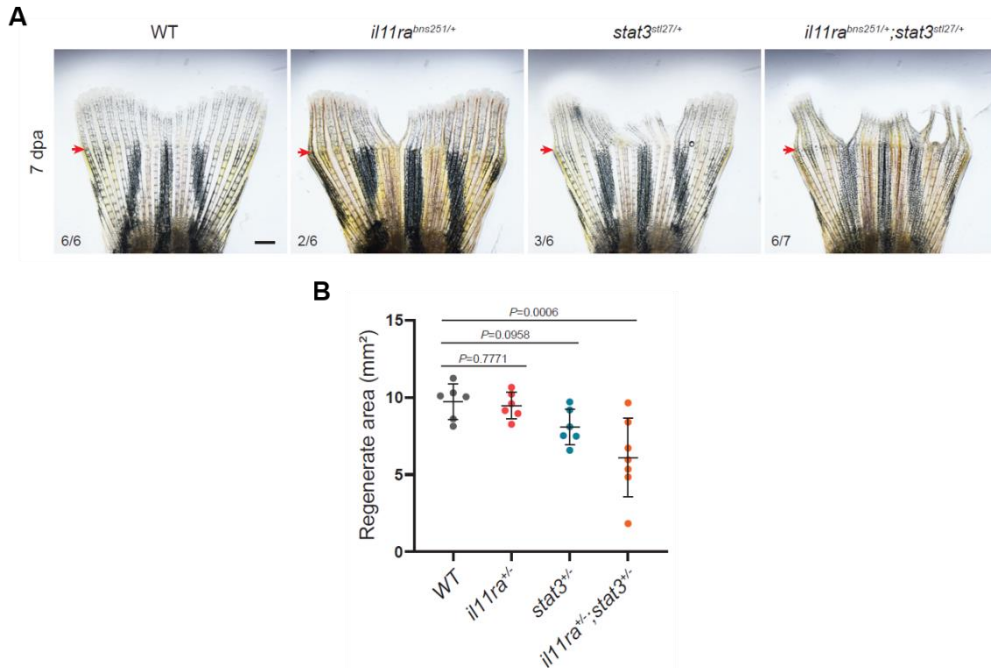 A
WT
il11ra^bns251/+
stat3^stl27/+
il11ra^bns251/+;stat3^stl27/+
7 dpa
6/6
2/6
3/6
6/7
B
P=0.0006
P=0.0958
P=0.7771
Regenerate area (mm²)
15
10
5
0
WT
il11ra+/-
stat3+/-
il11ra+/-;stat3+/-